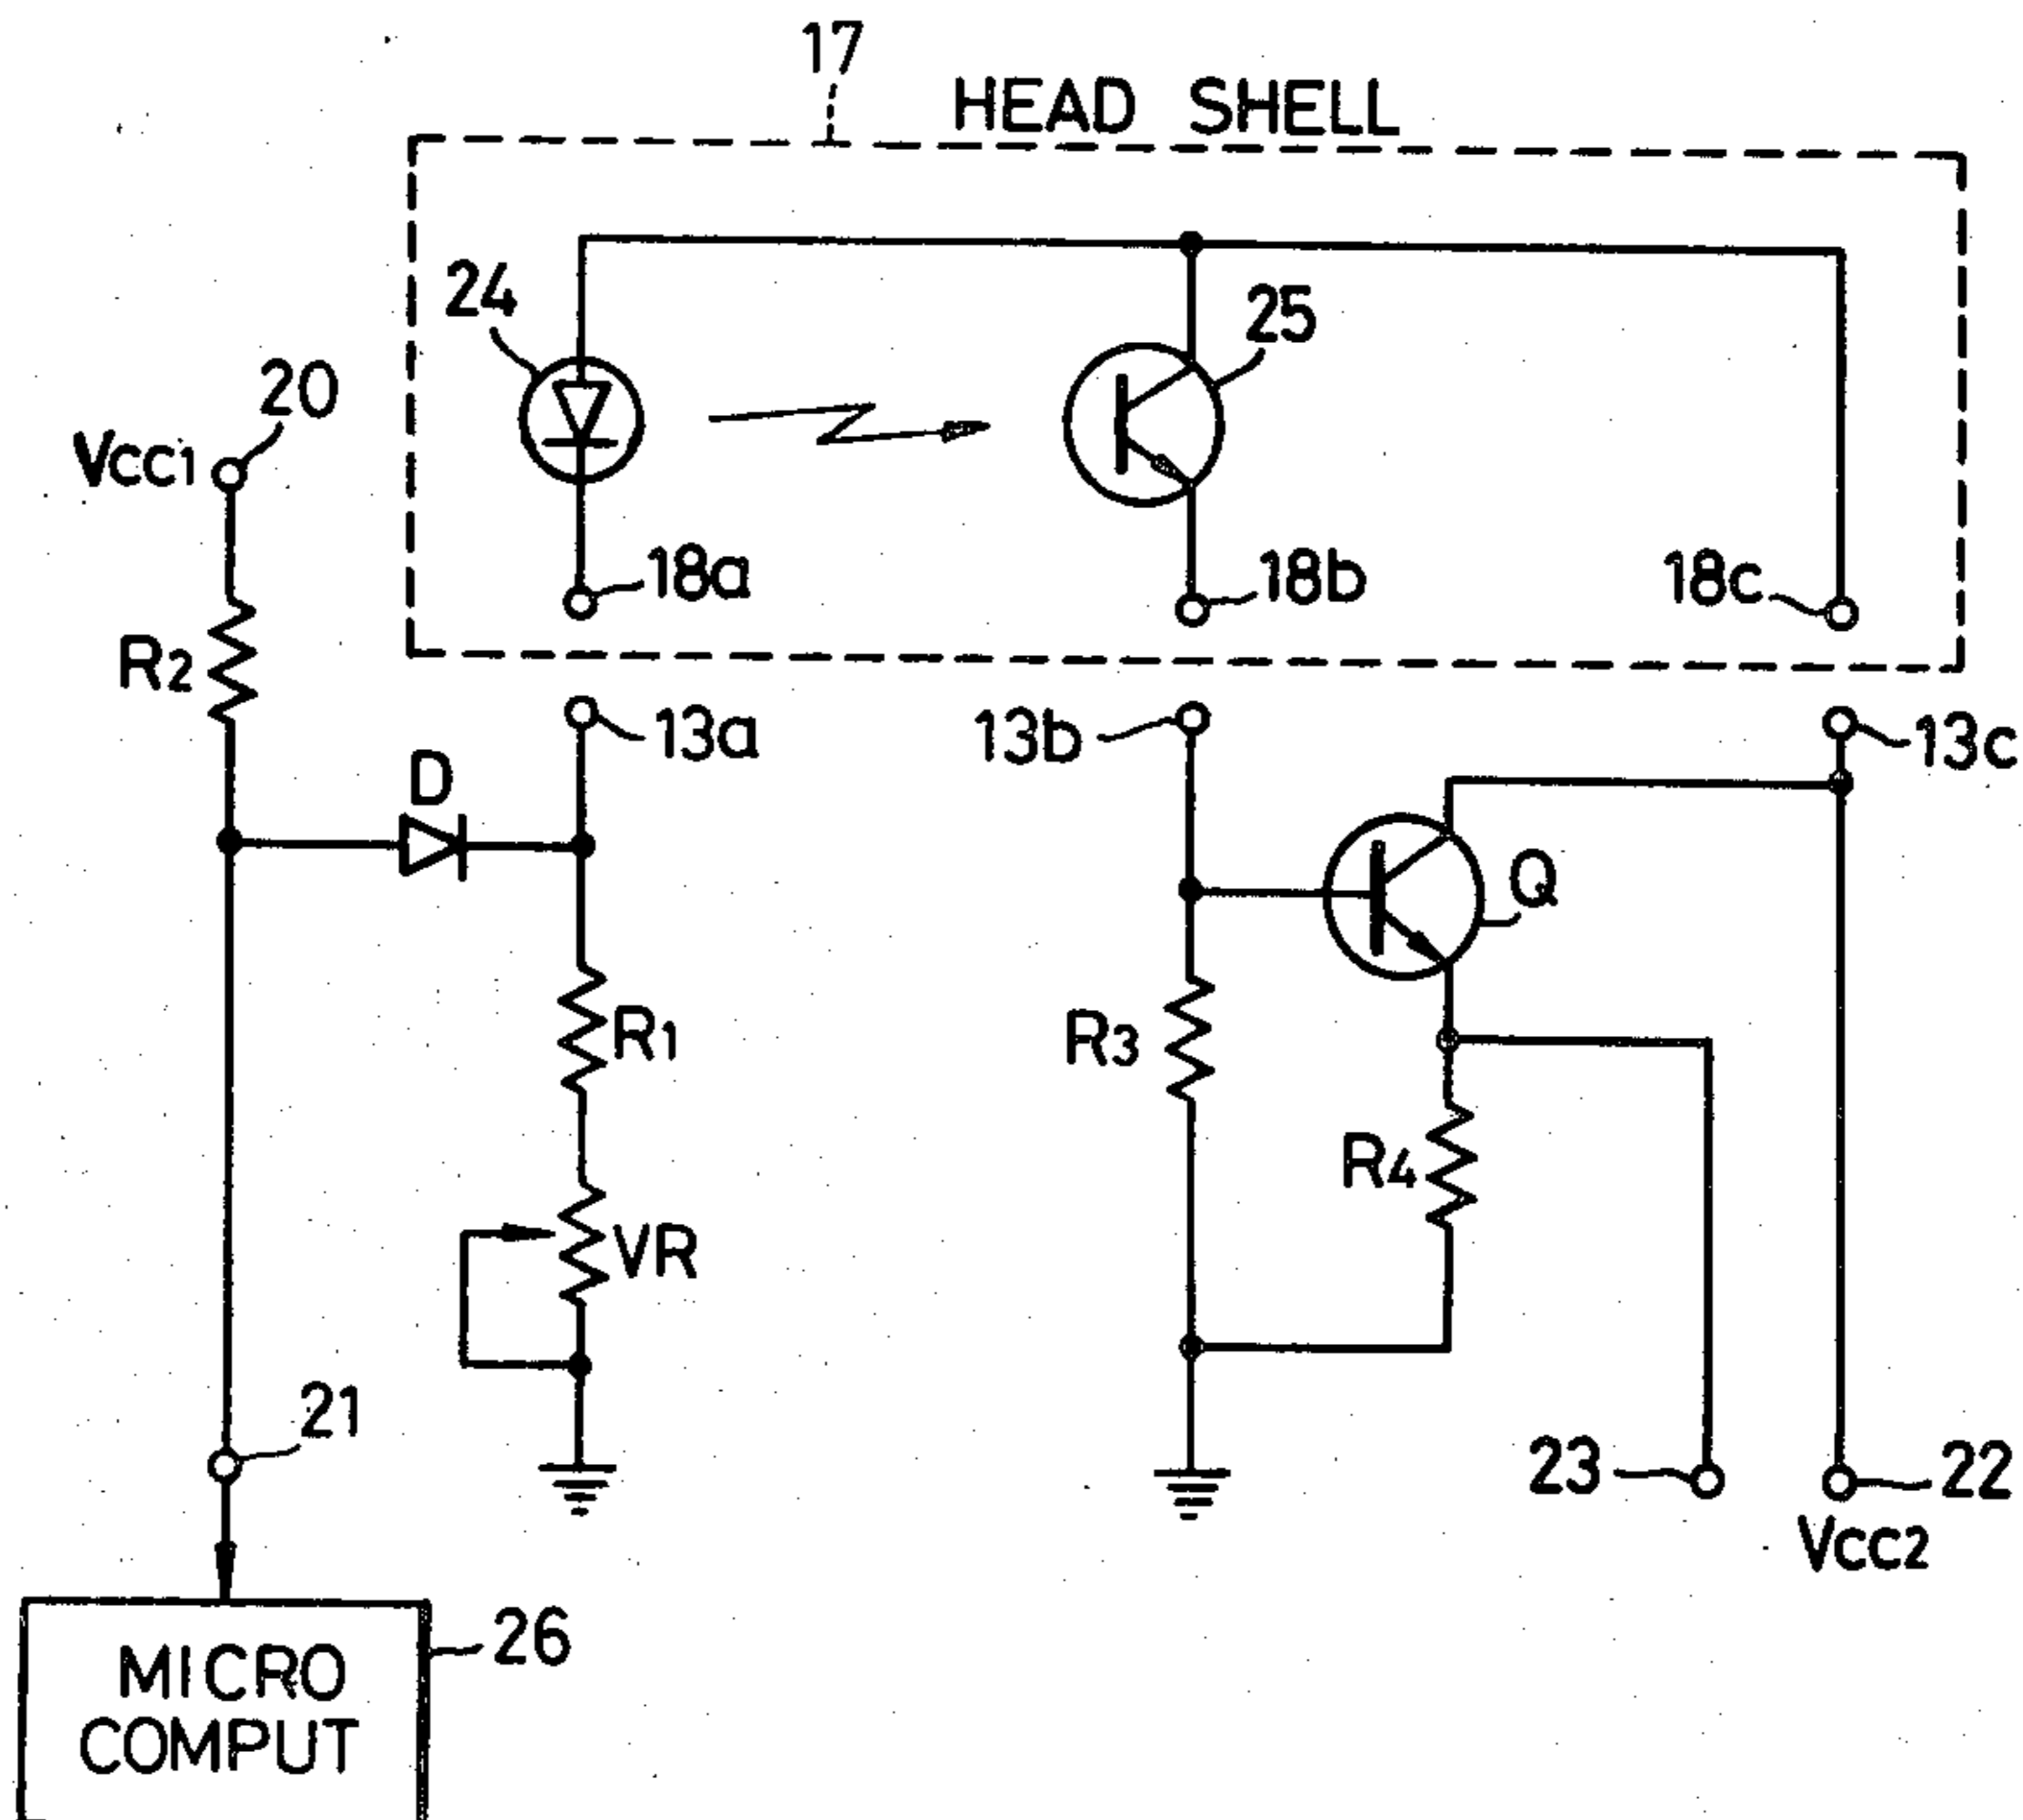 17
HEAD SHELL
24
25
20
Vcc1
18a
18b
18c
R2
13a
13b
13c
D
Q
R1
R3
R4
VR
21
23
22
Vcc2
26
MICRO
COMPUT